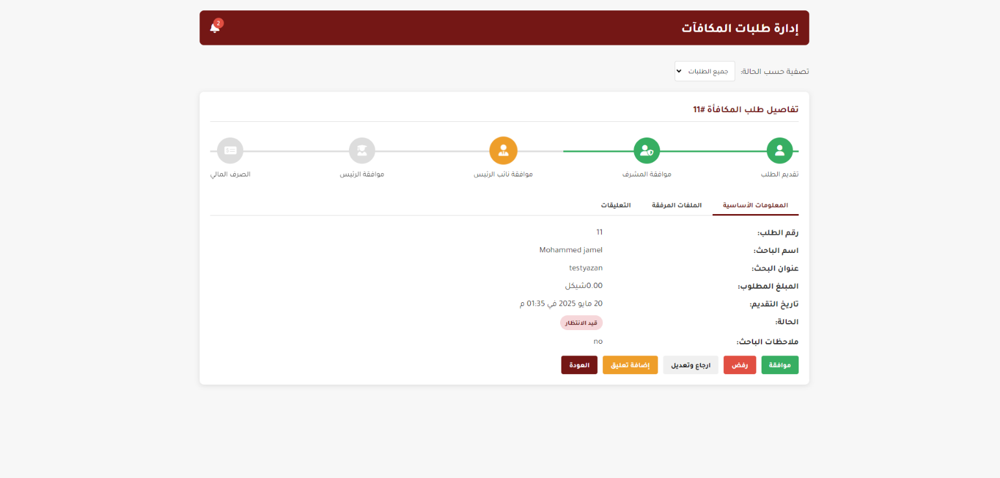 إدارة طلبات المكافآت
2
تصفية حسب الحالة: جميع الطلبات
تفاصيل طلب المكافأة #11
تقديم الطلب موافقة المشرف موافقة نائب الرئيس موافقة الرئيس الصرف المالي
المعلومات الأساسية الملفات المرفقة التعليقات
رقم الطلب: 11
اسم الباحث: Mohammed jamel
عنوان البحث: testyazan
المبلغ المطلوب: 0.00شيكل
تاريخ التقديم: 20 مايو 2025 في 01:35 م
الحالة: قيد الانتظار
ملاحظات الباحث: no
موافقة رفض ارجاع وتعديل إضافة تعليق العودة